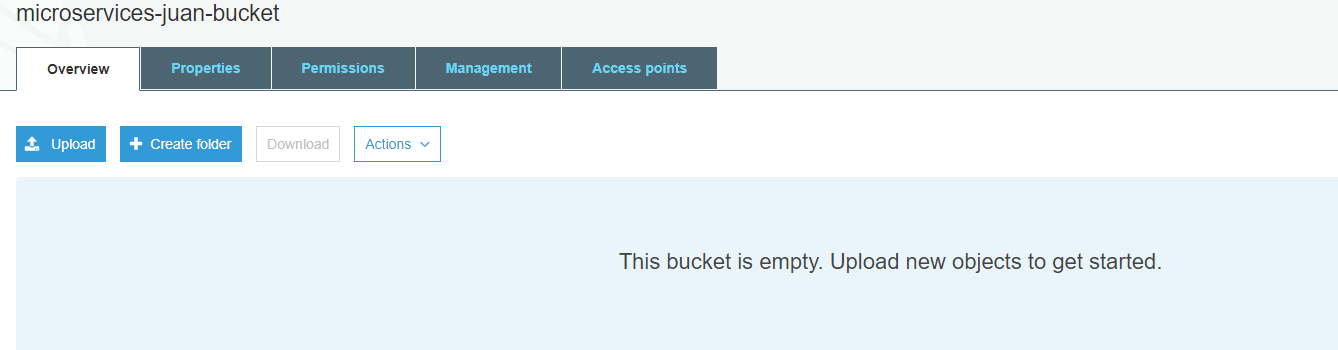 microservices-juan-bucket
Overview Properties Permissions Management Access points
Upload Create folder Download Actions
This bucket is empty. Upload new objects to get started.